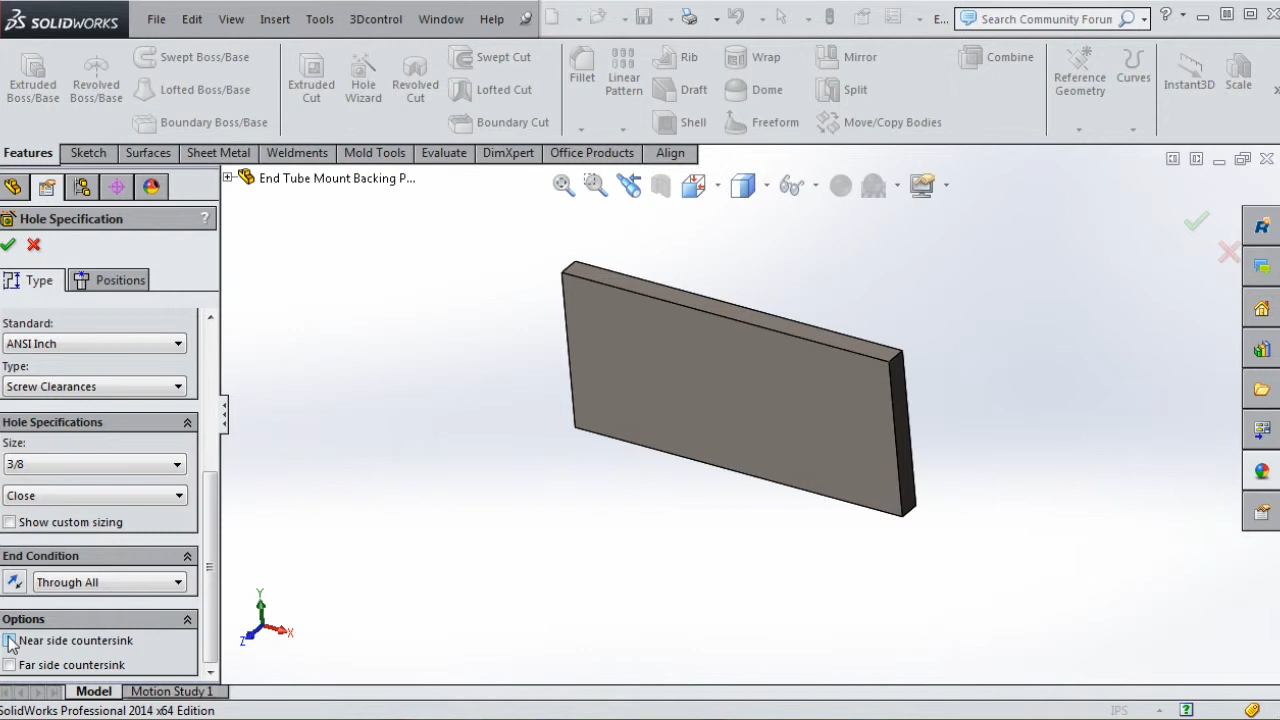 SOLIDWORKS File Edit View Insert Tools 3Dcontrol Window Help E... Search Community Forum
Extruded Boss/Base
Revolved Boss/Base
Swept Boss/Base
Lofted Boss/Base
Boundary Boss/Base
Extruded Cut
Hole Wizard
Revolved Cut
Swept Cut
Lofted Cut
Boundary Cut
Fillet
Linear Pattern
Rib
Draft
Shell
Wrap
Dome
Freeform
Mirror
Split
Move/Copy Bodies
Combine
Reference Geometry
Curves
Instant3D
Scale
Features Sketch Surfaces Sheet Metal Weldments Mold Tools Evaluate DimXpert Office Products Align
End Tube Mount Backing P...
Hole Specification ?
Type Positions
Standard:
ANSI Inch
Type:
Screw Clearances
Hole Specifications
Size:
3/8
Close
Show custom sizing
End Condition
Through All
Options
Near side countersink
Far side countersink
Y
X
Z
Model Motion Study 1
SolidWorks Professional 2014 x64 Edition IPS